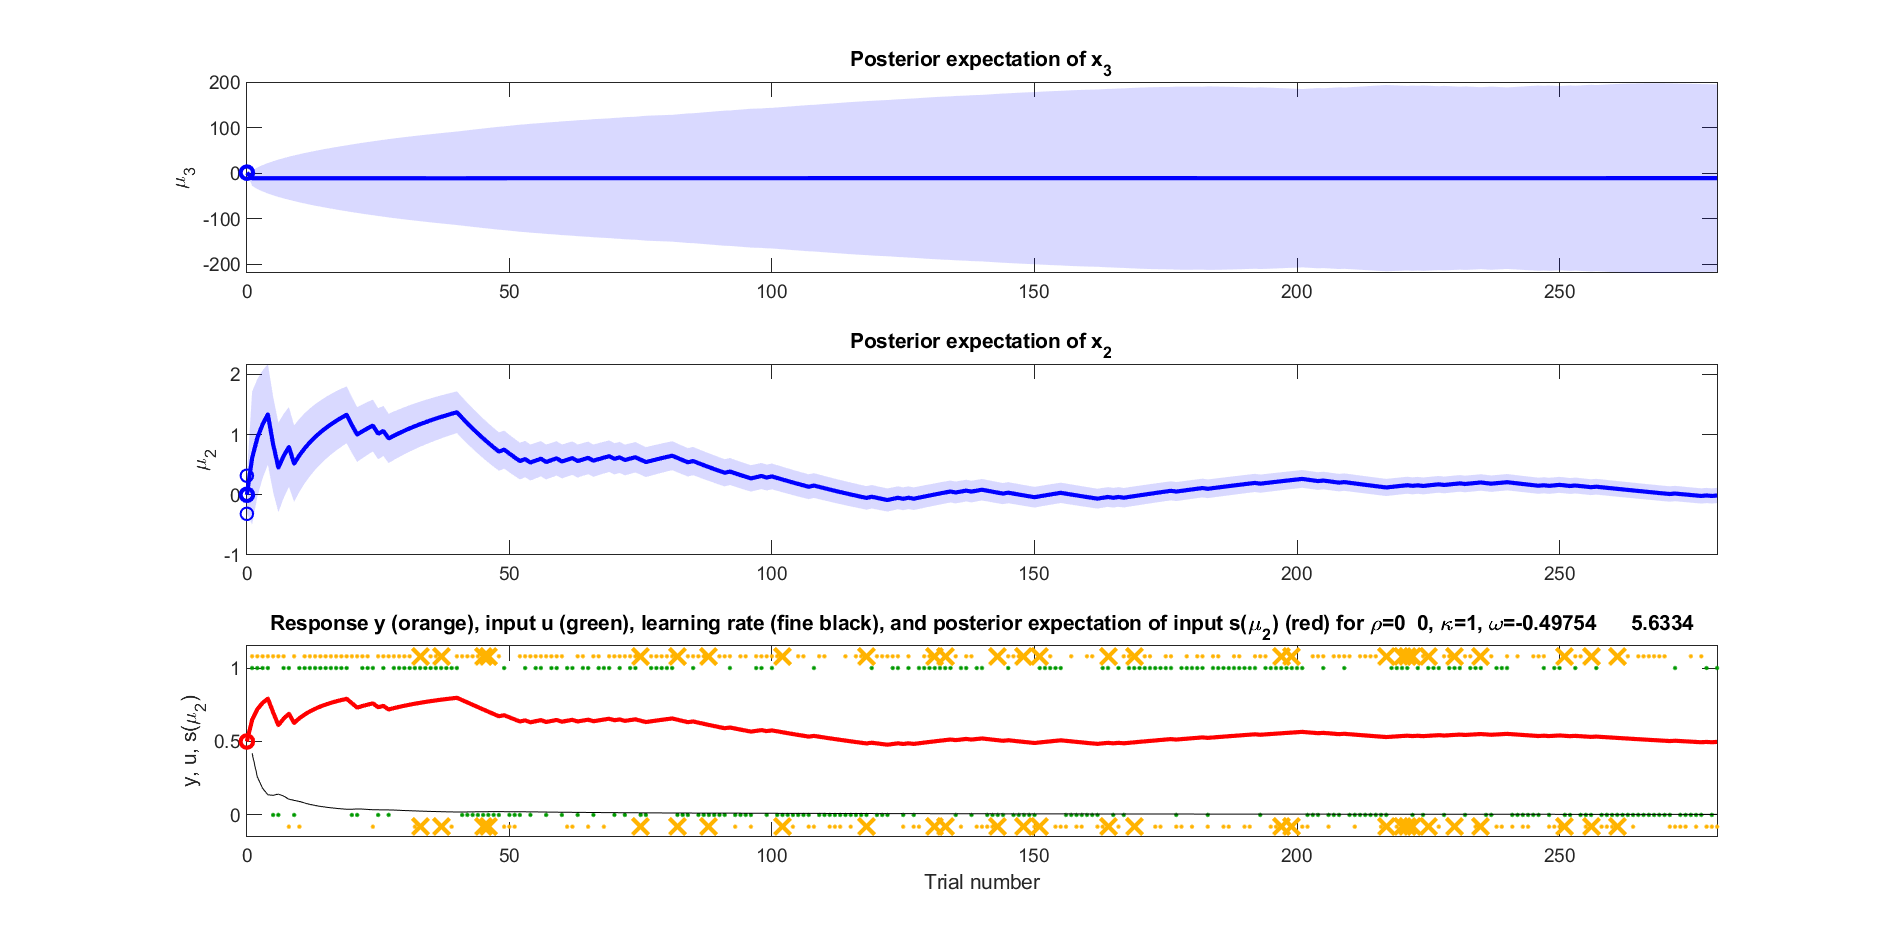 Posterior expectation of x3
200
100
0
-100
-200
μ3
0 50 100 150 200 250
Posterior expectation of x2
2
1
0
-1
μ2
0 50 100 150 200 250
Response y (orange), input u (green), learning rate (fine black), and posterior expectation of input s(μ2) (red) for ρ=0 0, κ=1, ω=-0.49754 5.6334
1
0.5
0
y, u, s(μ2)
0 50 100 150 200 250
Trial number